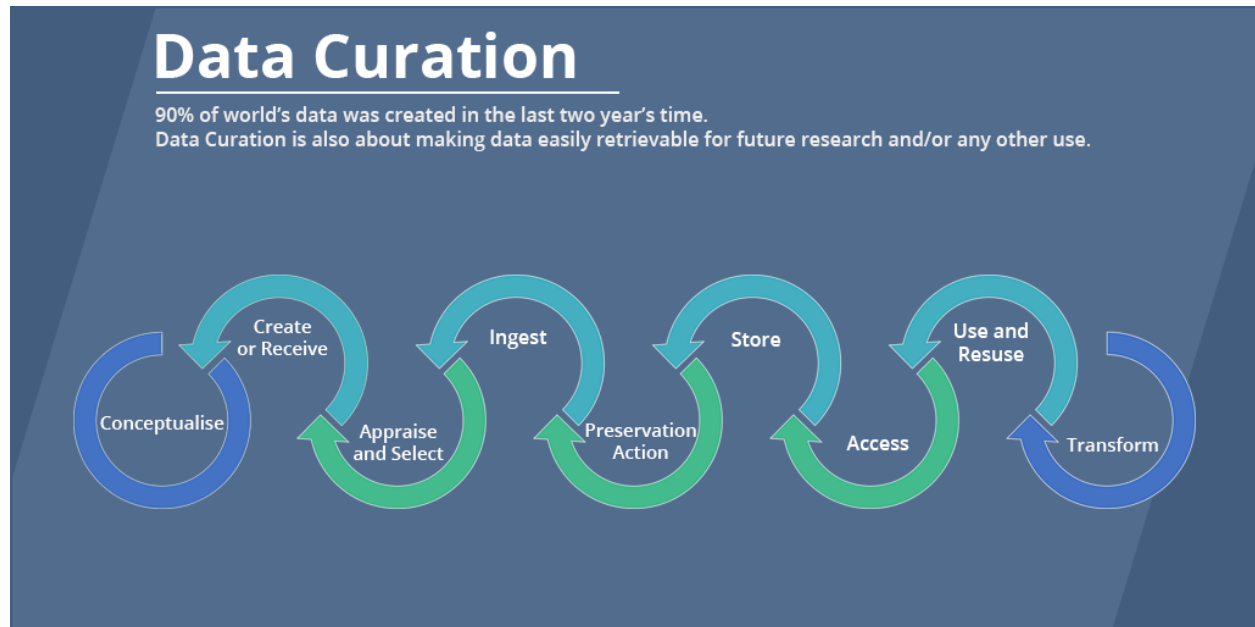 Data Curation
90% of world's data was created in the last two year's time.
Data Curation is also about making data easily retrievable for future research and/or any other use.
Conceptualise
Create
or Receive
Appraise
and Select
Ingest
Preservation
Action
Store
Access
Use and
Resuse
Transform